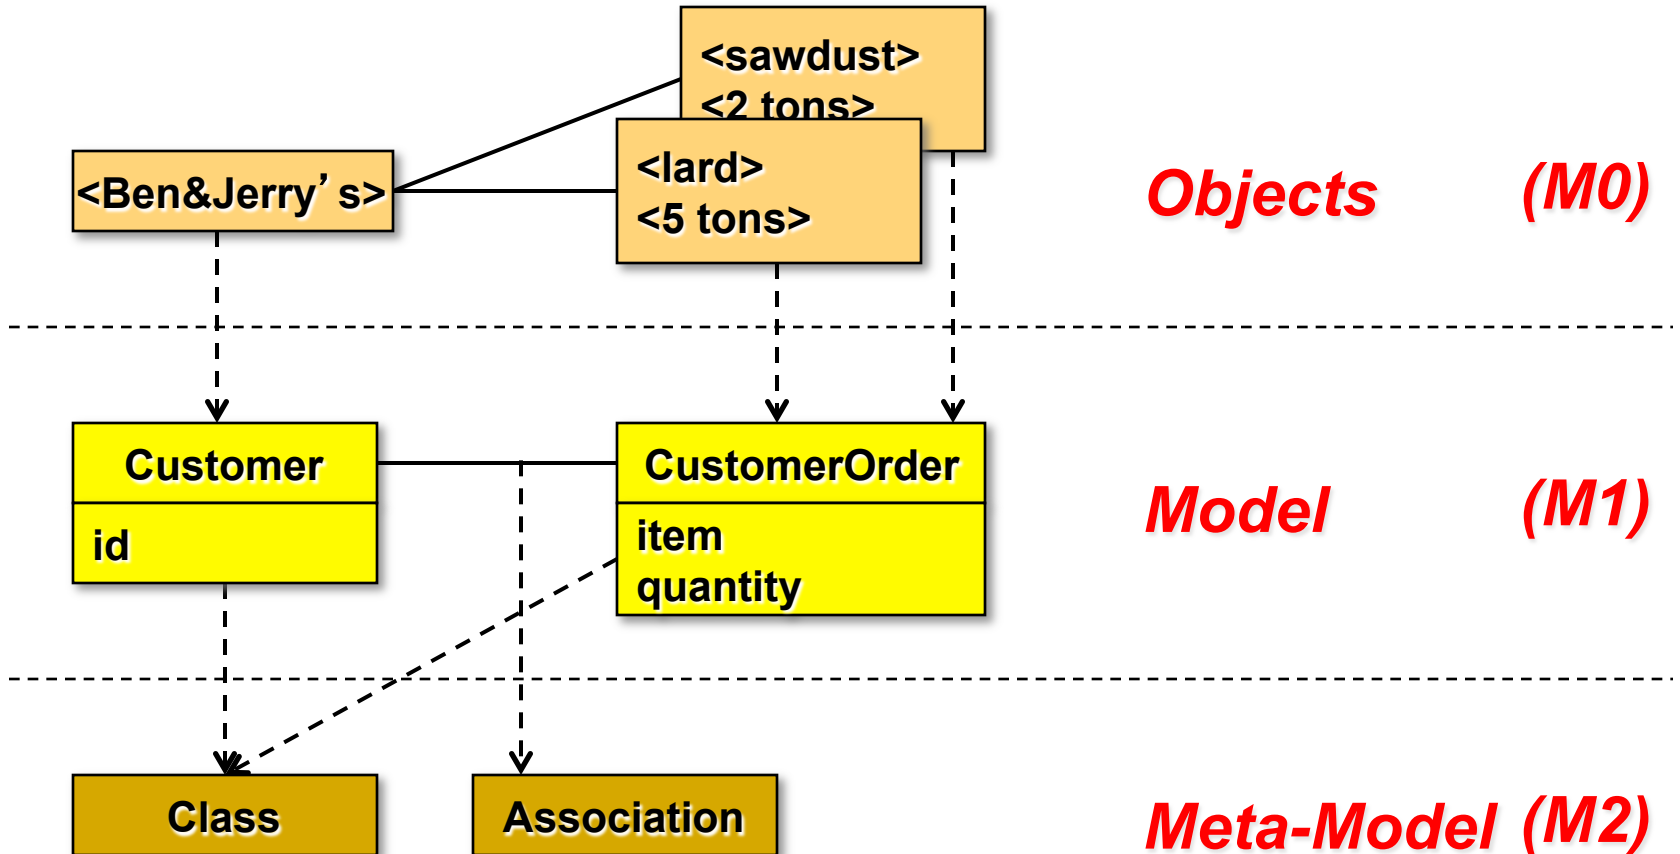 <sawdust>
<2 tons>
<Ben&Jerry’s>
<lard>
<5 tons>
Objects (M0)
Customer
id
CustomerOrder
item
quantity
Model (M1)
Class
Association
Meta-Model (M2)